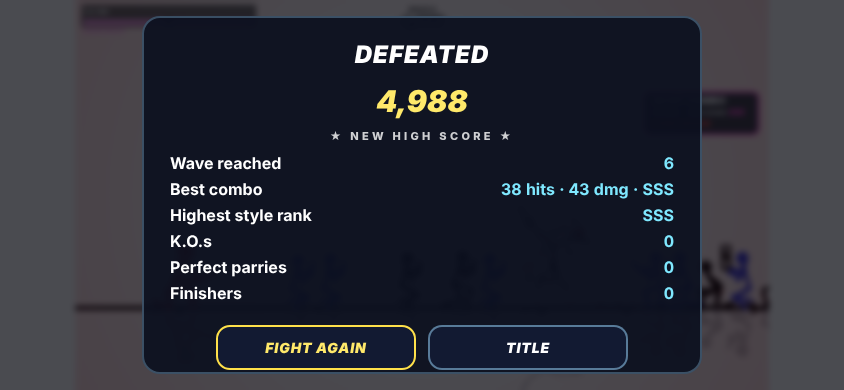 DEFEATED
4,988
★ NEW HIGH SCORE ★
Wave reached 6
Best combo 38 hits · 43 dmg · SSS
Highest style rank SSS
K.O.s 0
Perfect parries 0
Finishers 0
FIGHT AGAIN TITLE